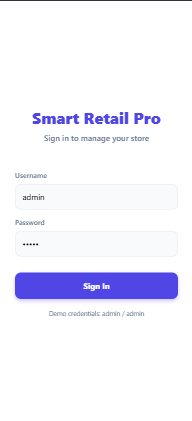 Smart Retail Pro
Sign in to manage your store
Username
admin
Password
•••••
Sign In
Demo credentials: admin / admin